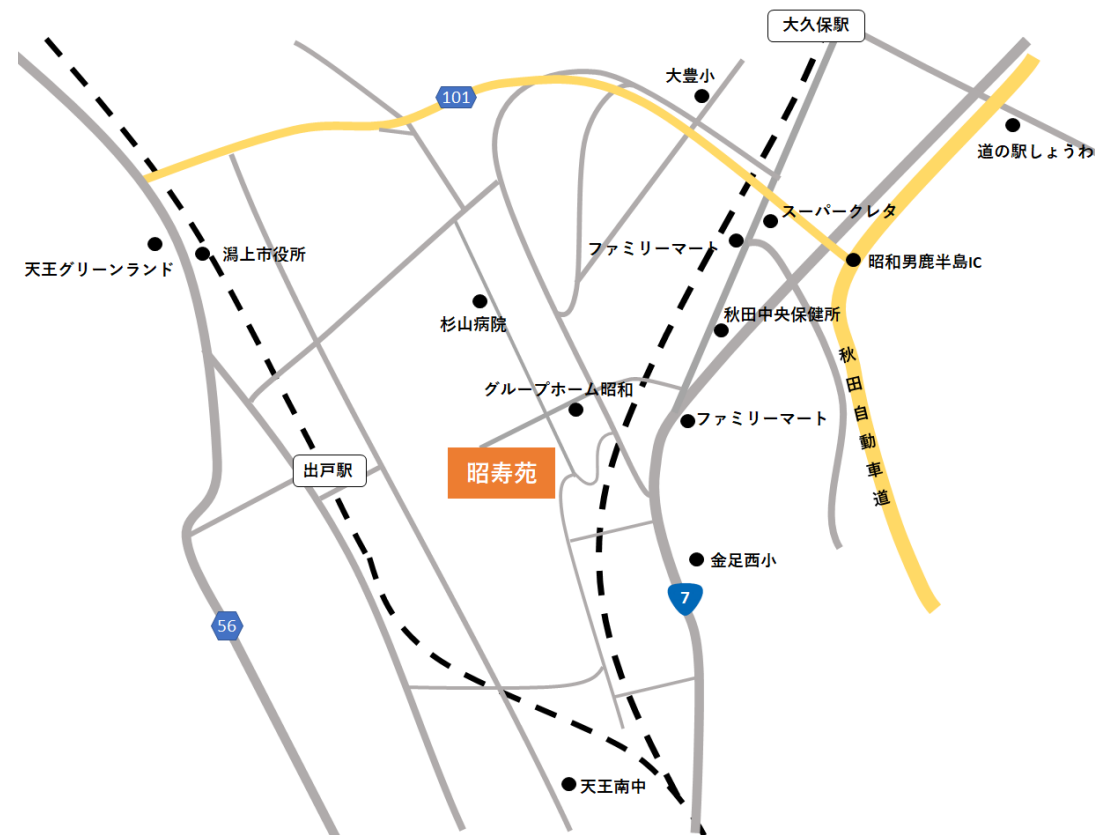 大久保駅
大豊小
101
道の駅しょうわ
スーパークレタ
ファミリーマート
天王グリーンランド
潟上市役所
昭和男鹿半島IC
杉山病院
秋田中央保健所
秋田自動車道
グループホーム昭和
ファミリーマート
出戸駅
昭寿苑
金足西小
7
56
天王南中